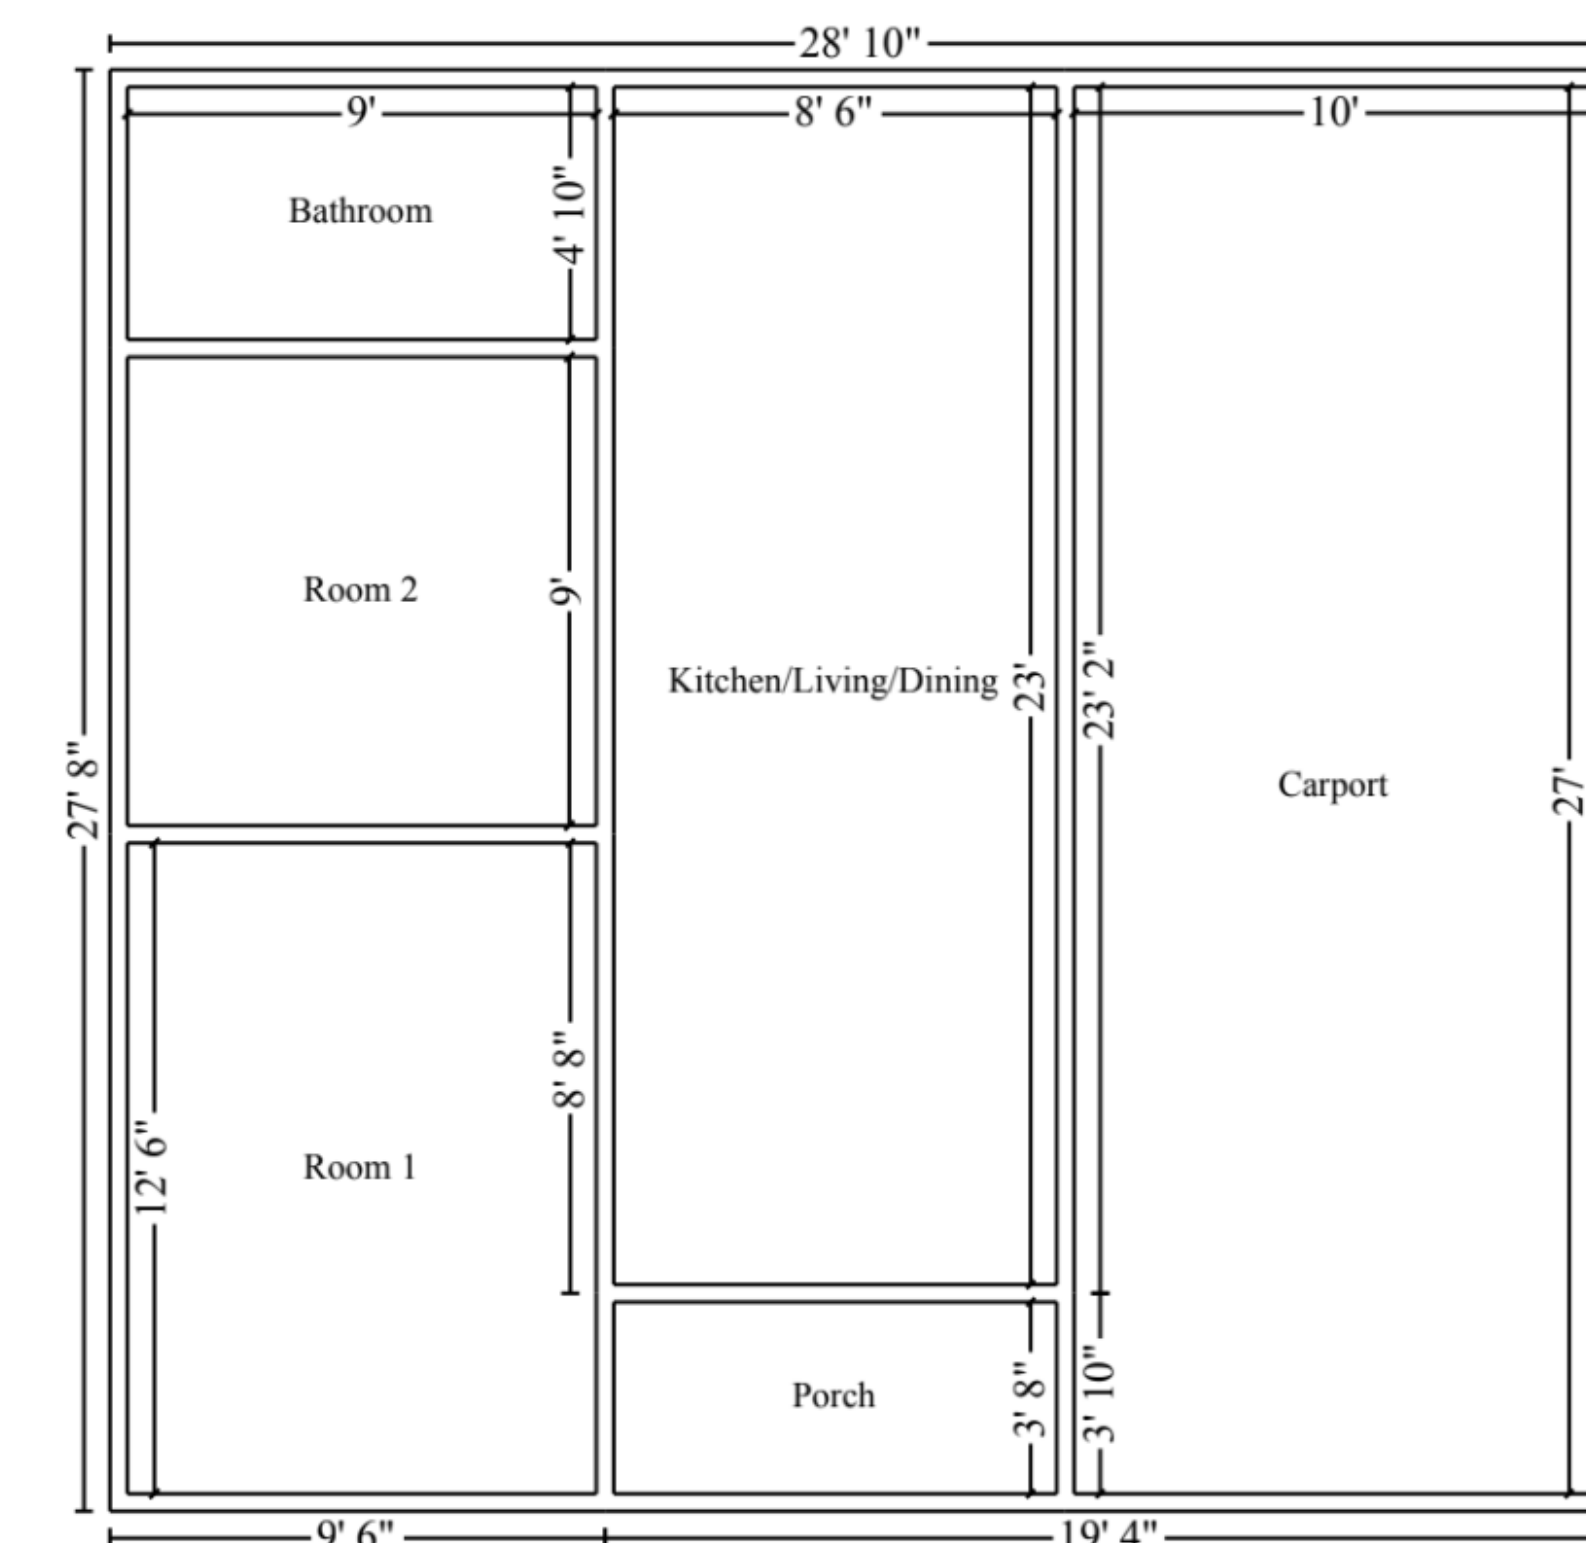 28' 10"
9'
8' 6"
10'
Bathroom
4' 10"
Room 2
9'
Kitchen/Living/Dining
23'
23' 2"
27' 8"
Carport
27'
8' 8"
12' 6"
Room 1
Porch
3' 8"
3' 10"
9' 6"
19' 4"